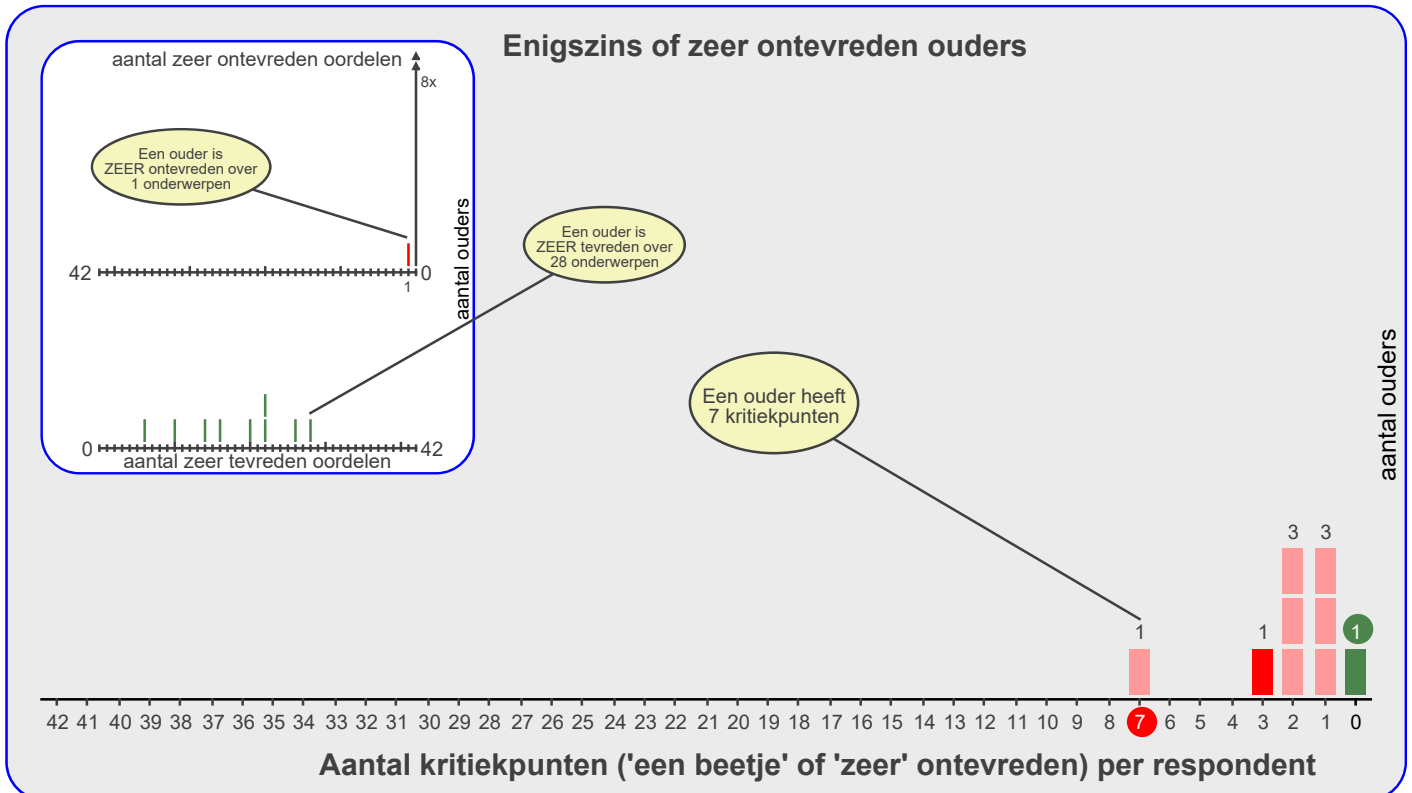 Enigszins of zeer ontevreden ouders
aantal zeer ontevreden oordelen
8x
Een ouder is
ZEER ontevreden over
1 onderwerpen
42
0
1
aantal ouders
Een ouder is
ZEER tevreden over
28 onderwerpen
0
42
aantal zeer tevreden oordelen
Een ouder heeft
7 kritiekpunten
aantal ouders
1 1 3 3 1
42 41 40 39 38 37 36 35 34 33 32 31 30 29 28 27 26 25 24 23 22 21 20 19 18 17 16 15 14 13 12 11 10 9 8 7 6 5 4 3 2 1 0
Aantal kritiekpunten ('een beetje' of 'zeer' ontevreden) per respondent